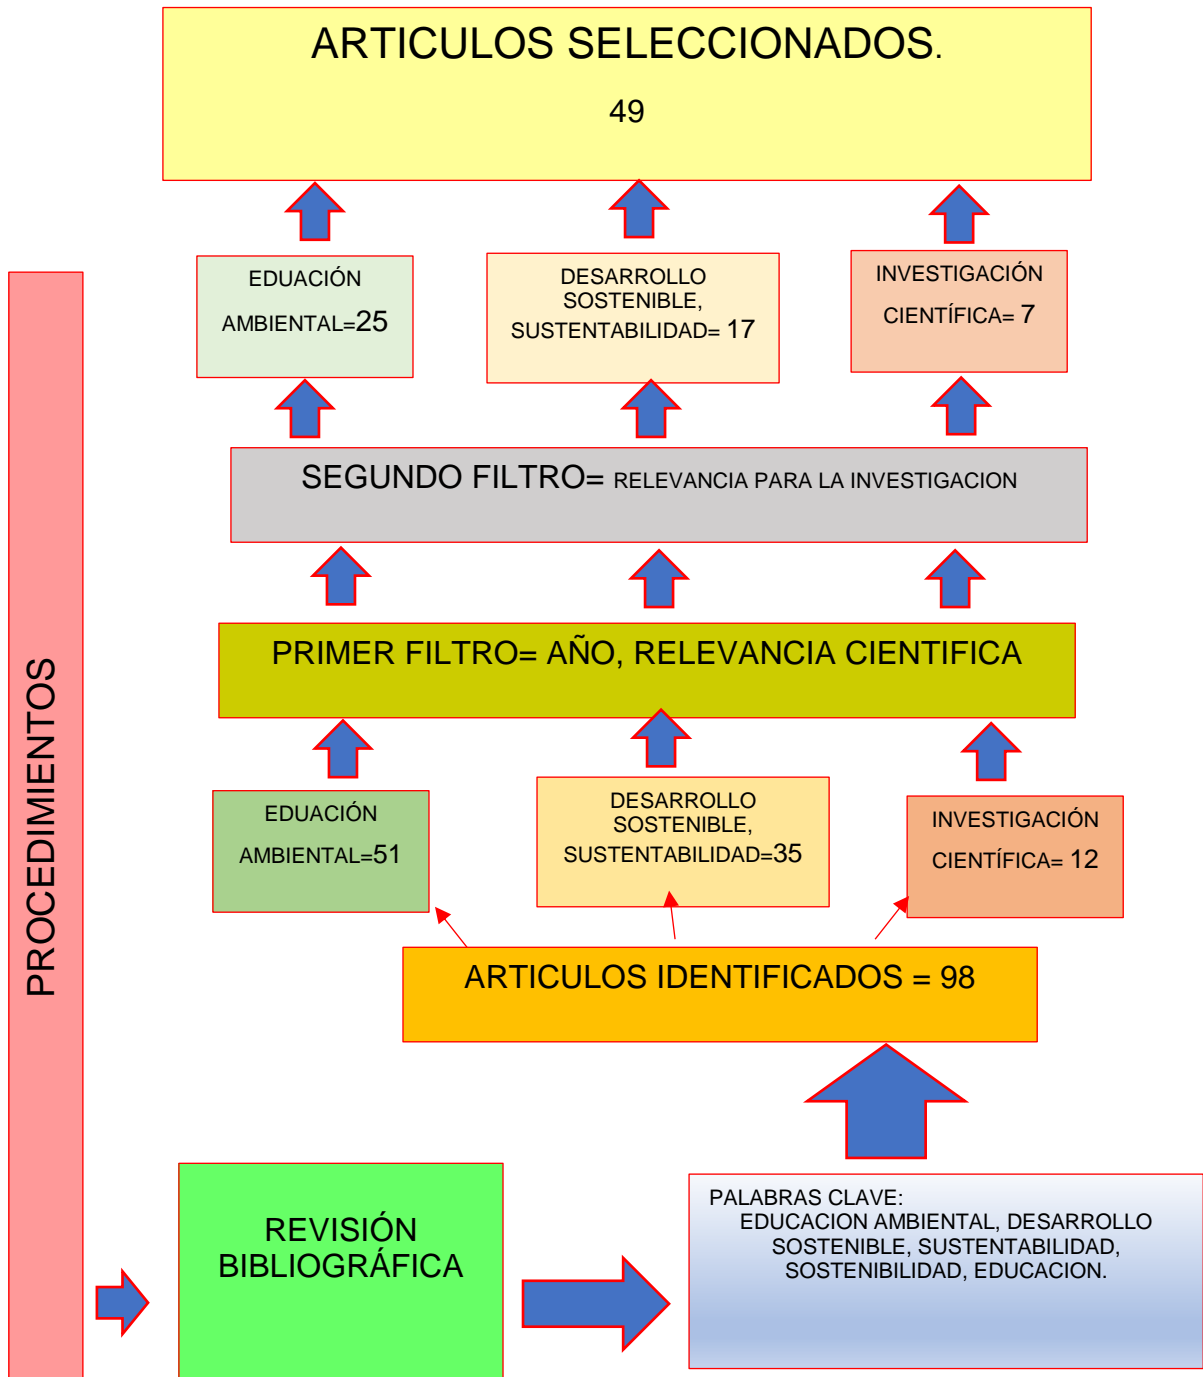 ARTICULOS SELECCIONADOS.
49
EDUACIÓN
AMBIENTAL=25
DESARROLLO
SOSTENIBLE,
SUSTENTABILIDAD= 17
INVESTIGACIÓN
CIENTÍFICA= 7
SEGUNDO FILTRO= RELEVANCIA PARA LA INVESTIGACION
PRIMER FILTRO= AÑO, RELEVANCIA CIENTIFICA
EDUACIÓN
AMBIENTAL=51
DESARROLLO
SOSTENIBLE,
SUSTENTABILIDAD=35
INVESTIGACIÓN
CIENTÍFICA= 12
ARTICULOS IDENTIFICADOS = 98
PROCEDIMIENTOS
REVISIÓN
BIBLIOGRÁFICA
PALABRAS CLAVE:
EDUCACION AMBIENTAL, DESARROLLO
SOSTENIBLE, SUSTENTABILIDAD,
SOSTENIBILIDAD, EDUCACION.